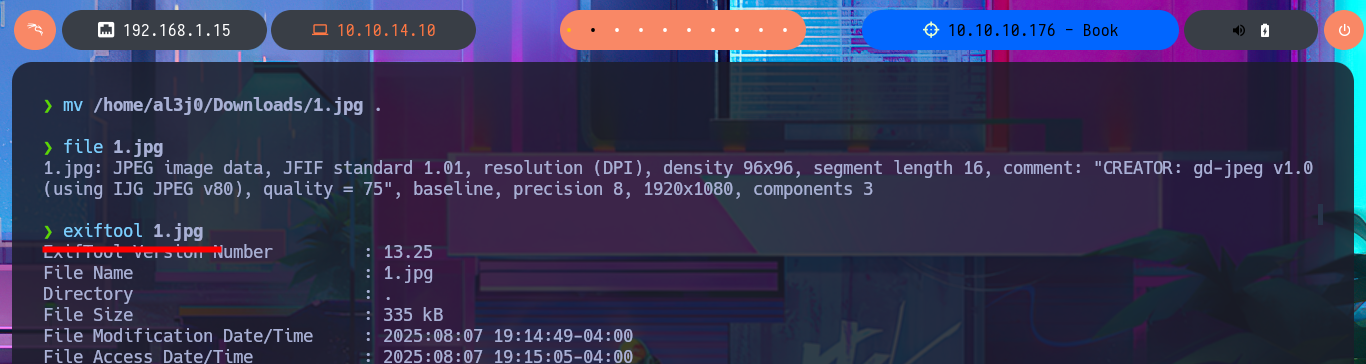 192.168.1.15
10.10.14.10
10.10.10.176 - Book
❯ mv /home/al3j0/Downloads/1.jpg .
❯ file 1.jpg
1.jpg: JPEG image data, JFIF standard 1.01, resolution (DPI), density 96x96, segment length 16, comment: "CREATOR: gd-jpeg v1.0
(using IJG JPEG v80), quality = 75", baseline, precision 8, 1920x1080, components 3
❯ exiftool 1.jpg
ExifTool Version Number         : 13.25
File Name                       : 1.jpg
Directory                       : .
File Size                       : 335 kB
File Modification Date/Time     : 2025:08:07 19:14:49-04:00
File Access Date/Time           : 2025:08:07 19:15:05-04:00